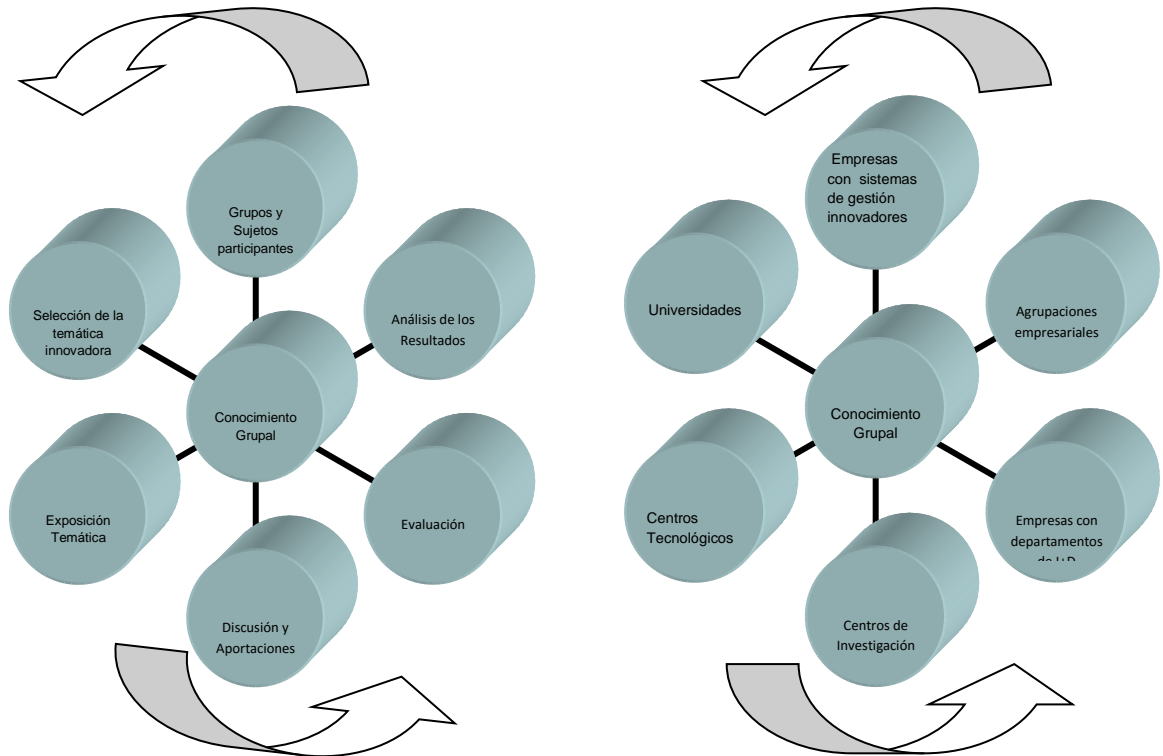 Grupos y
Sujetos
participantes
Selección de la
temática
innovadora
Análisis de los
Resultados
Conocimiento
Grupal
Exposición
Temática
Evaluación
Discusión y
Aportaciones
Empresas
con sistemas
de gestión
innovadores
Universidades
Agrupaciones
empresariales
Conocimiento
Grupal
Centros
Tecnológicos
Empresas con
departamentos
de I+D
Centros de
Investigación